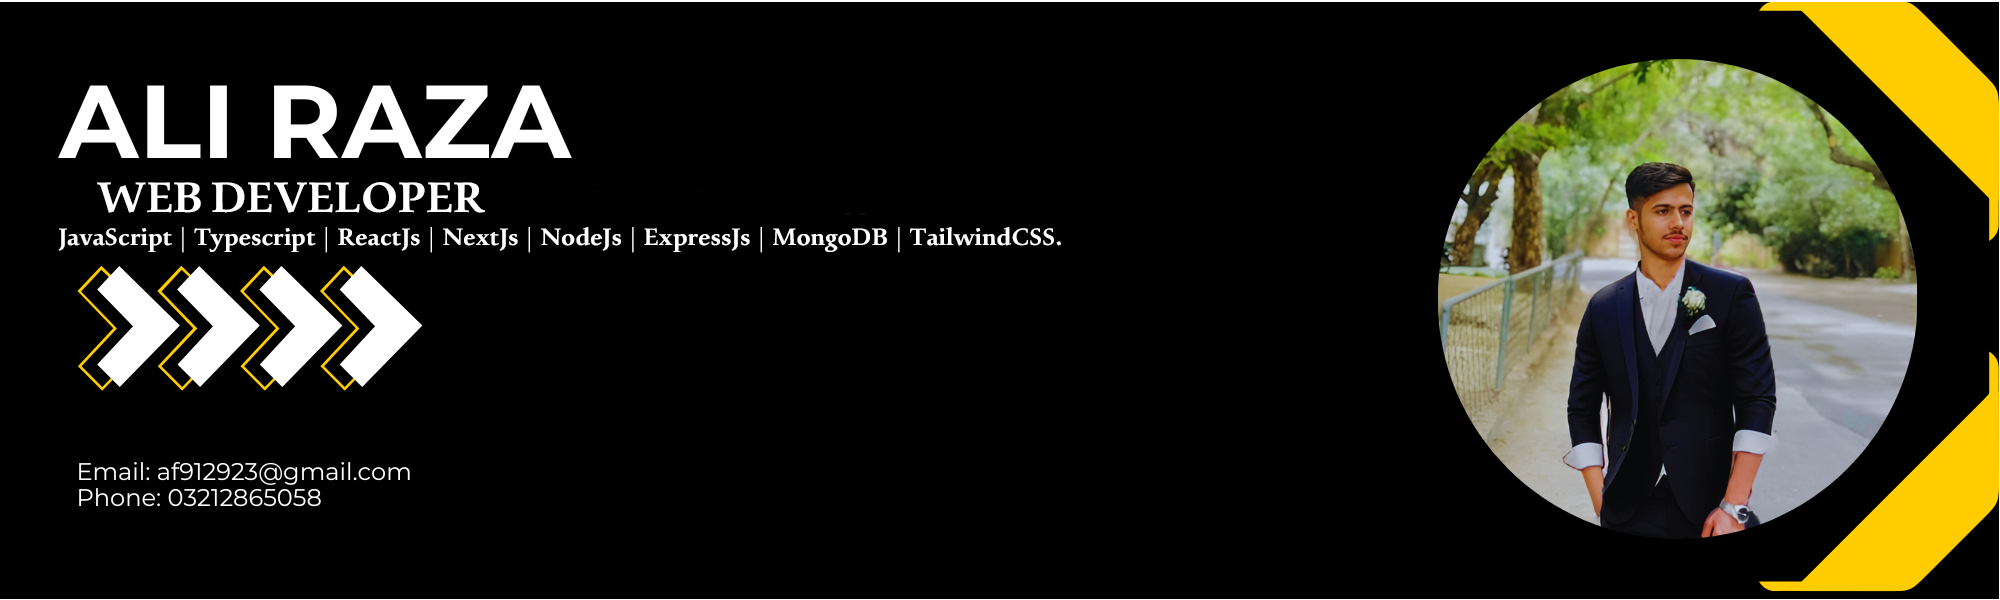 ALI RAZA
WEB DEVELOPER
JavaScript | Typescript | ReactJs | NextJs | NodeJs | ExpressJs | MongoDB | TailwindCSS.
Email: af912923@gmail.com
Phone: 03212865058